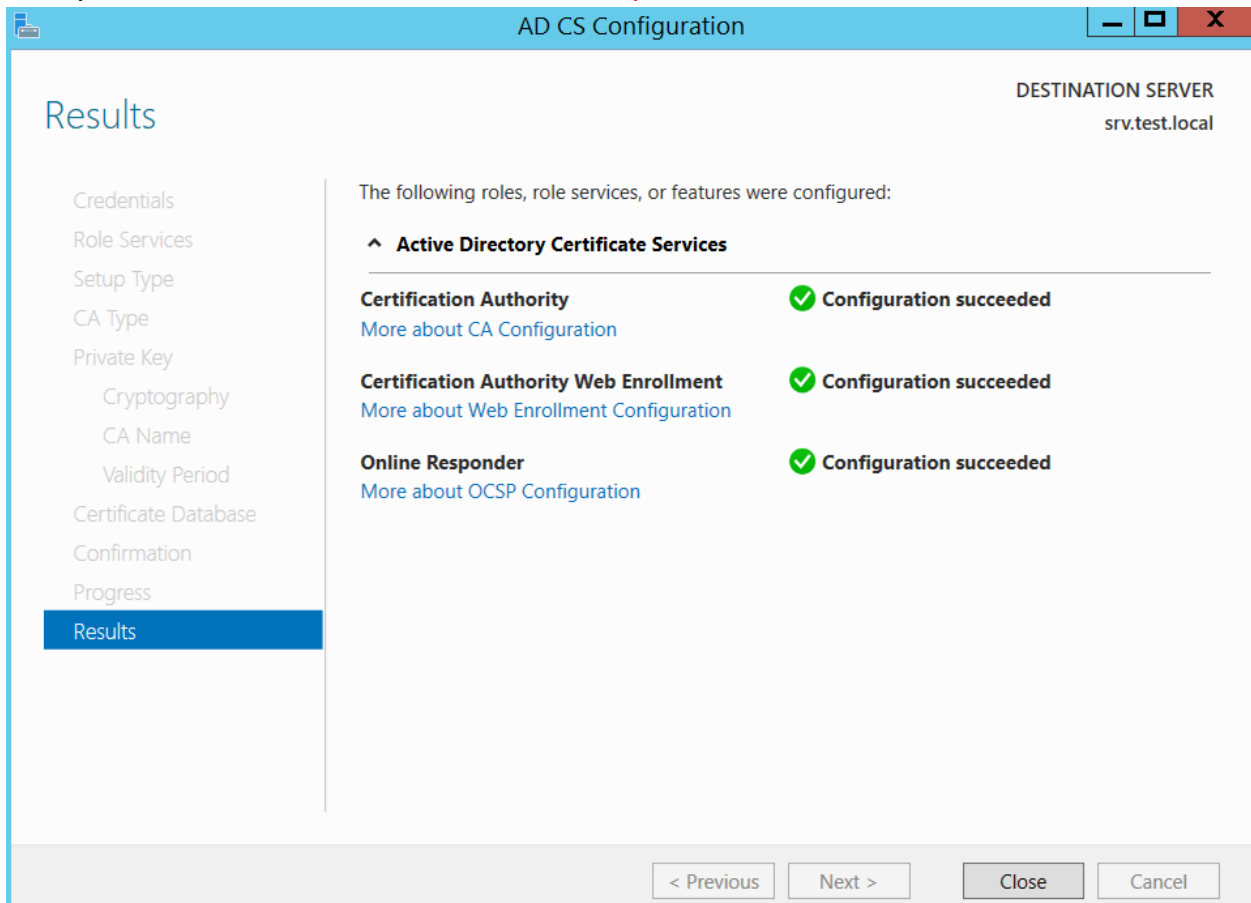 AD CS Configuration
DESTINATION SERVER
srv.test.local
Results
Credentials
Role Services
Setup Type
CA Type
Private Key
Cryptography
CA Name
Validity Period
Certificate Database
Confirmation
Progress
Results
The following roles, role services, or features were configured:
Active Directory Certificate Services
Certification Authority Configuration succeeded
More about CA Configuration
Certification Authority Web Enrollment Configuration succeeded
More about Web Enrollment Configuration
Online Responder Configuration succeeded
More about OCSP Configuration
< Previous Next > Close Cancel